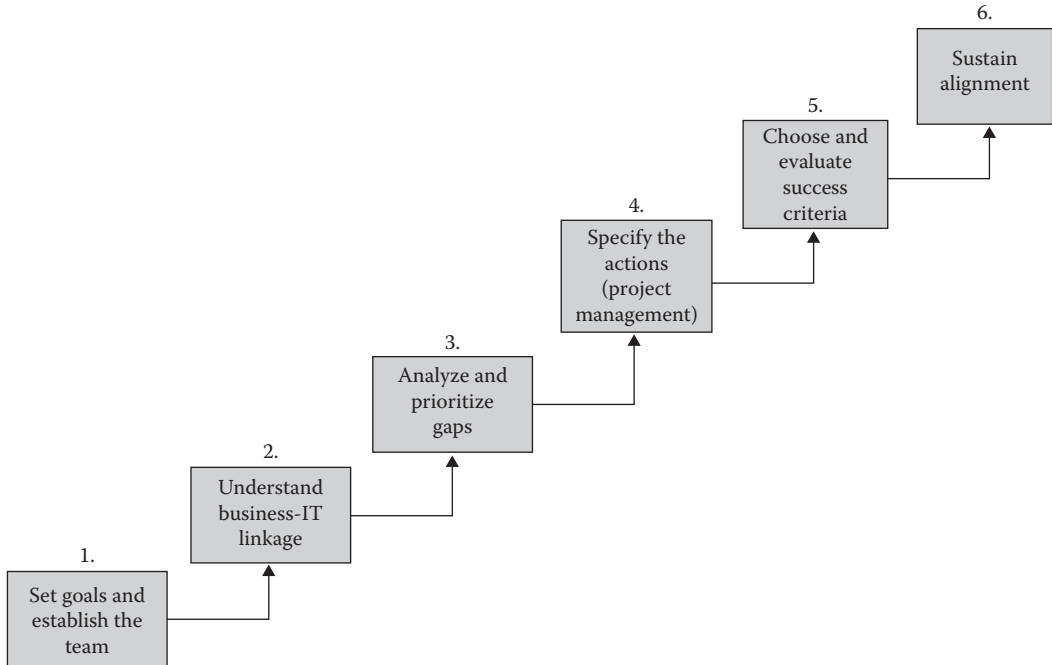 1.
Set goals and
establish the
team
2.
Understand
business-IT
linkage
3.
Analyze and
prioritize
gaps
4.
Specify the
actions
(project
management)
5.
Choose and
evaluate
success
criteria
6.
Sustain
alignment